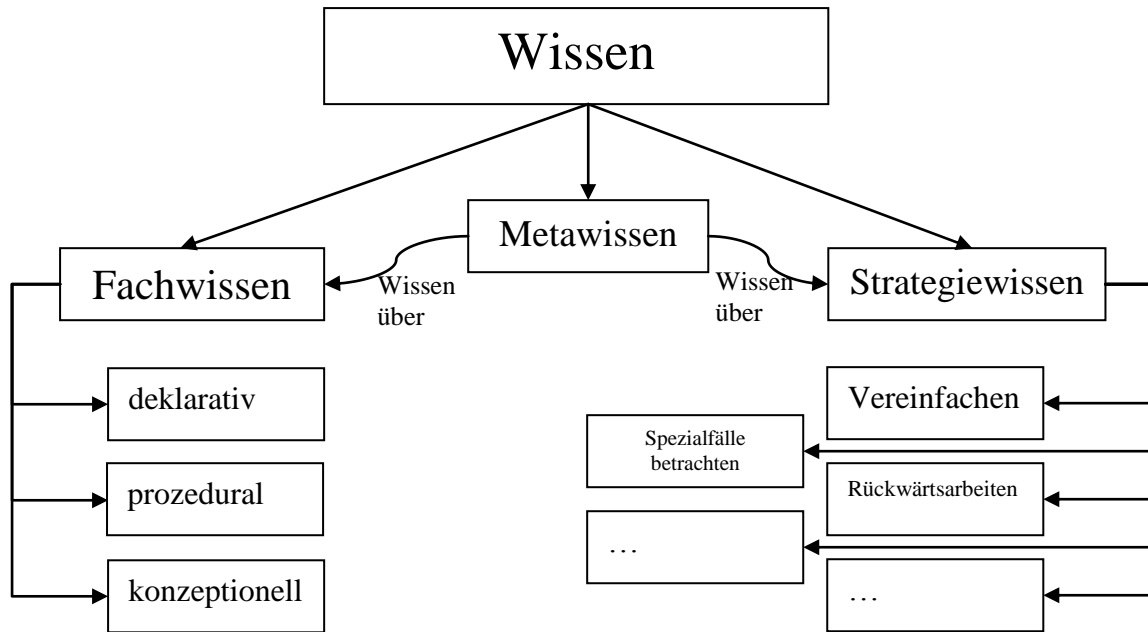 Wissen
Metawissen
Fachwissen
Strategiewissen
Wissen
über
Wissen
über
deklarativ
prozedural
konzeptionell
Vereinfachen
Spezialfälle
betrachten
Rückwärtsarbeiten
…
…